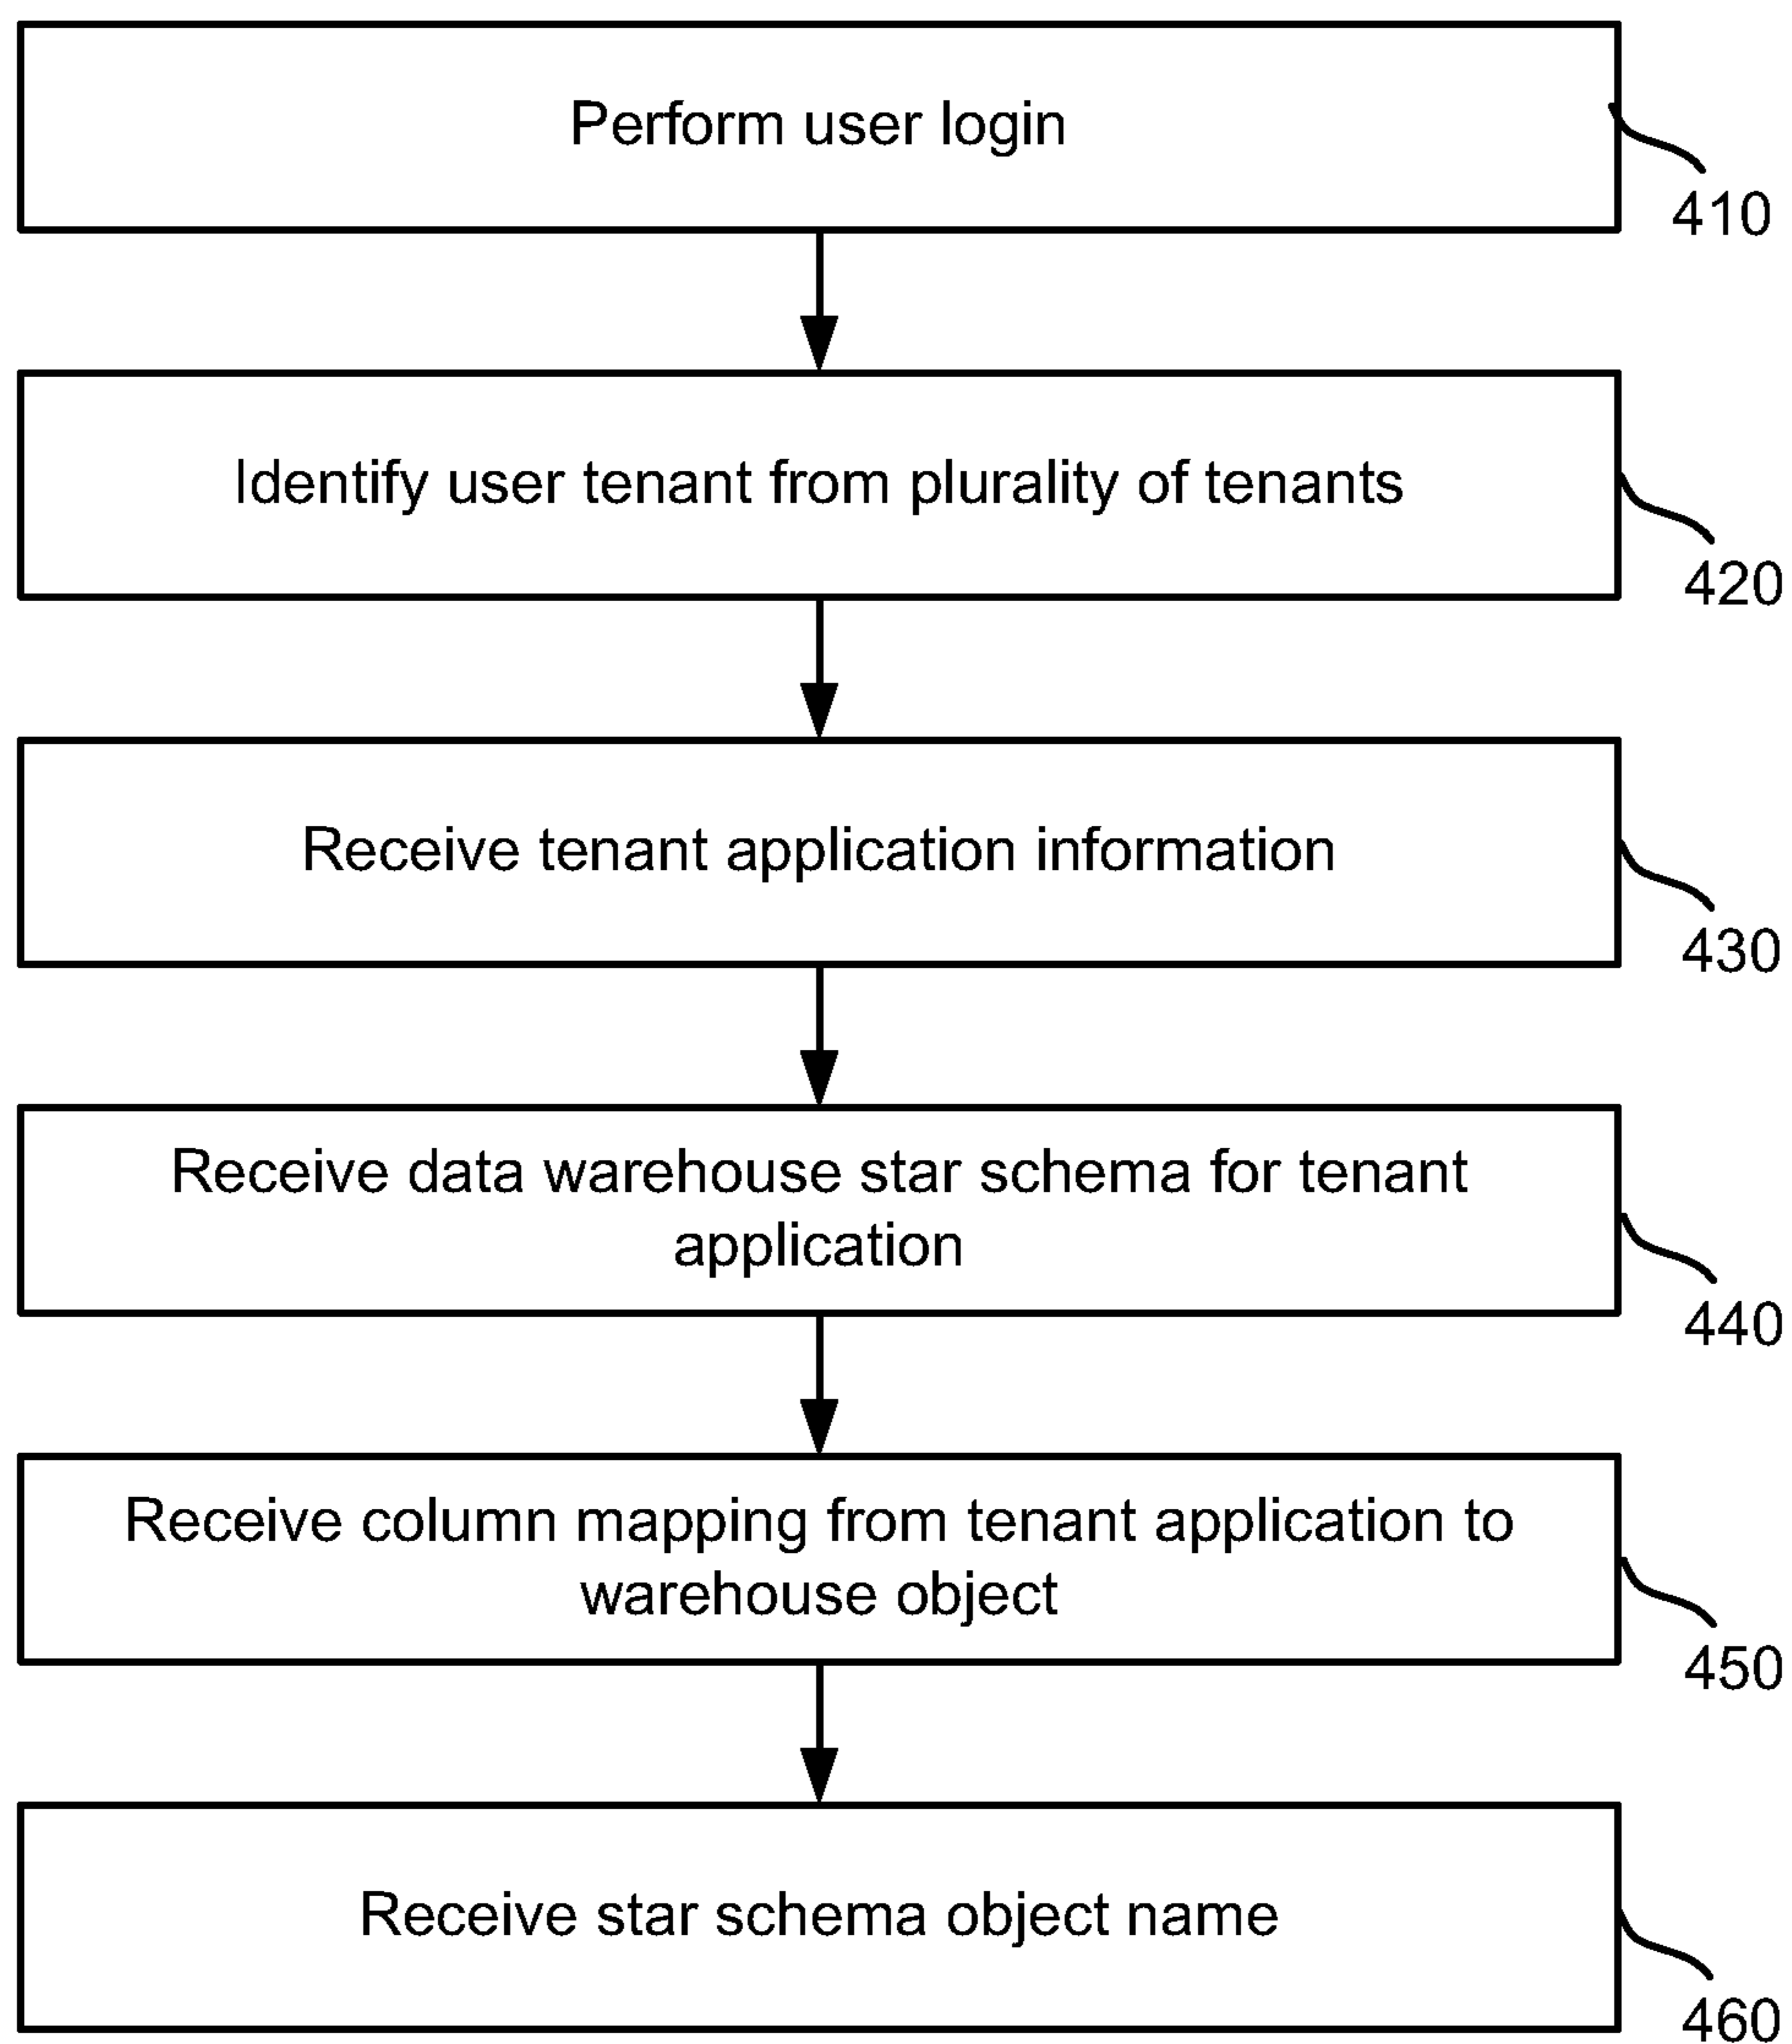 Perform user login
410
Identify user tenant from plurality of tenants
420
Receive tenant application information
430
Receive data warehouse star schema for tenant
application
440
Receive column mapping from tenant application to
warehouse object
450
Receive star schema object name
460